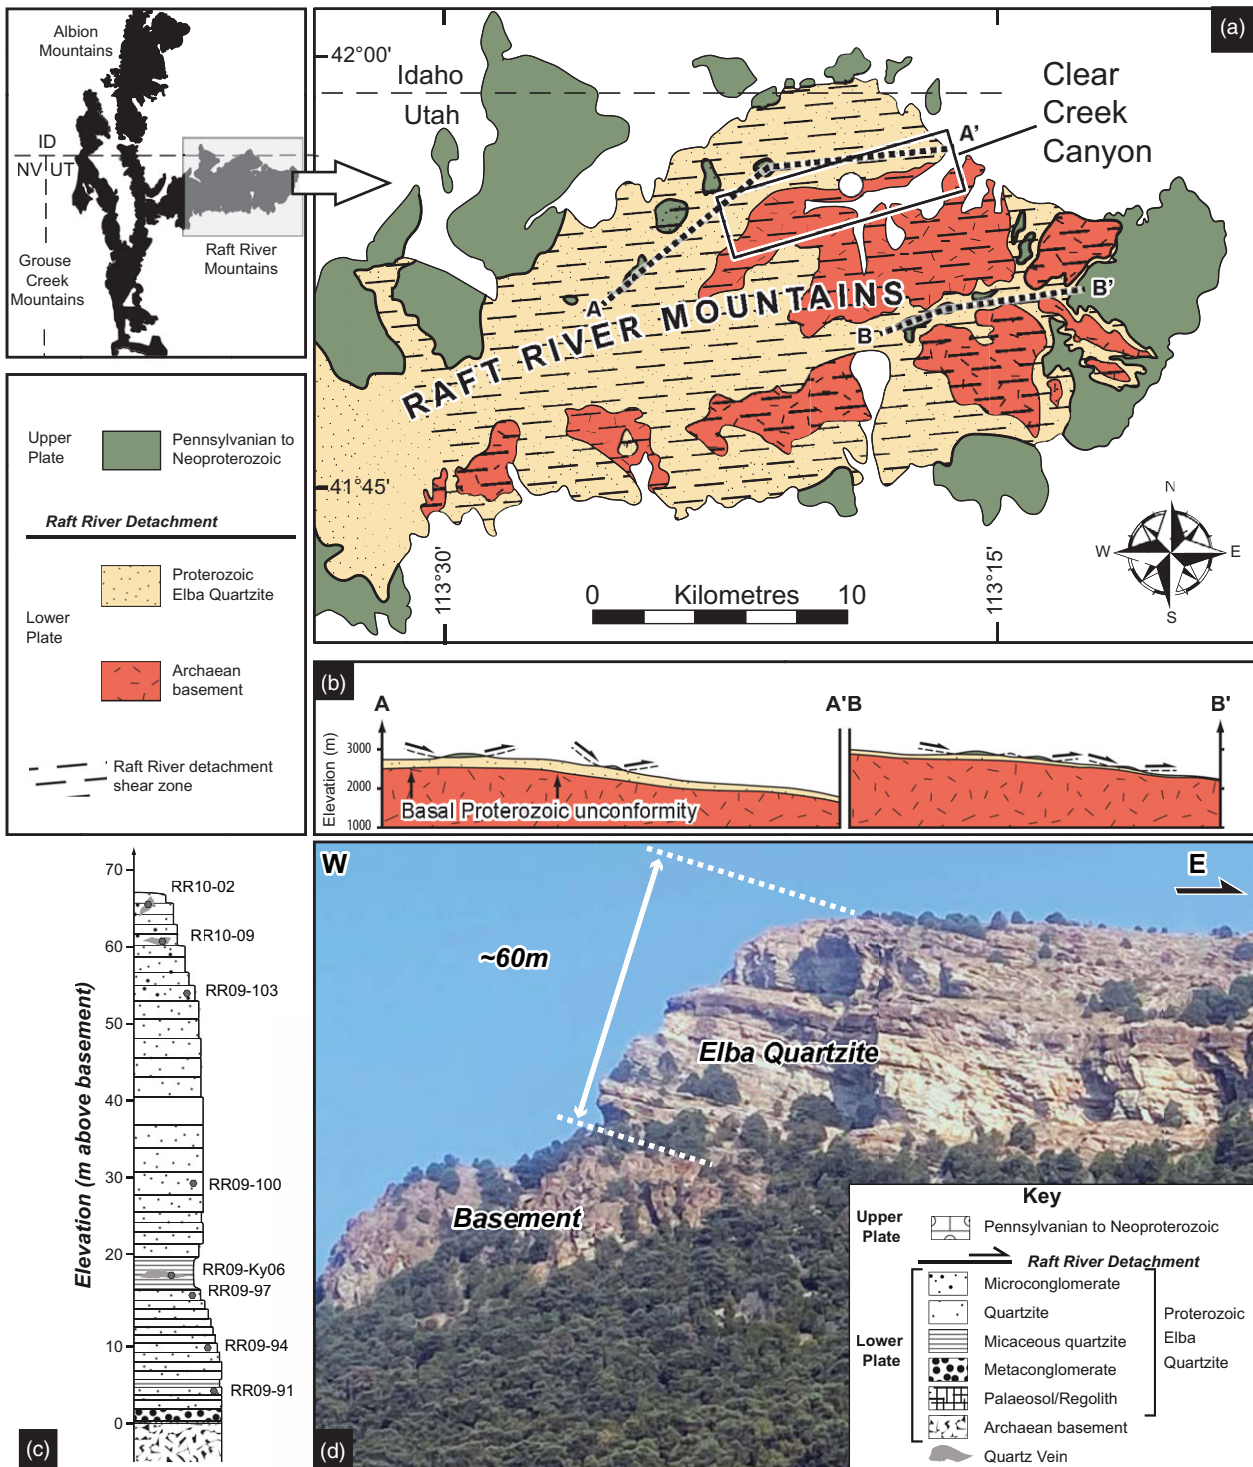 Albion
Mountains
ID
NV
UT
Grouse
Creek
Mountains
Raft River
Mountains
(a)
42°00'
Idaho
Utah
Clear
Creek
Canyon
A'
A
RAFT RIVER MOUNTAINS
B
B'
41°45'
113°30'
113°15'
0 Kilometres 10
N
W
E
S
Upper
Plate
Pennsylvanian to
Neoproterozoic
Raft River Detachment
Lower
Plate
Proterozoic
Elba Quartzite
Archaean
basement
Raft River detachment
shear zone
(b)
A
A'
B
B'
Elevation (m)
3000
2000
1000
Basal Proterozoic unconformity
(c)
Elevation (m above basement)
70
60
50
40
30
20
10
0
RR10-02
RR10-09
RR09-103
RR09-100
RR09-Ky06
RR09-97
RR09-94
RR09-91
(d)
W
E
~60m
Elba Quartzite
Basement
Key
Upper
Plate
Pennsylvanian to Neoproterozoic
Raft River Detachment
Lower
Plate
Microconglomerate
Quartzite
Micaceous quartzite
Metaconglomerate
Palaeosol/Regolith
Archaean basement
Quartz Vein
Proterozoic
Elba
Quartzite